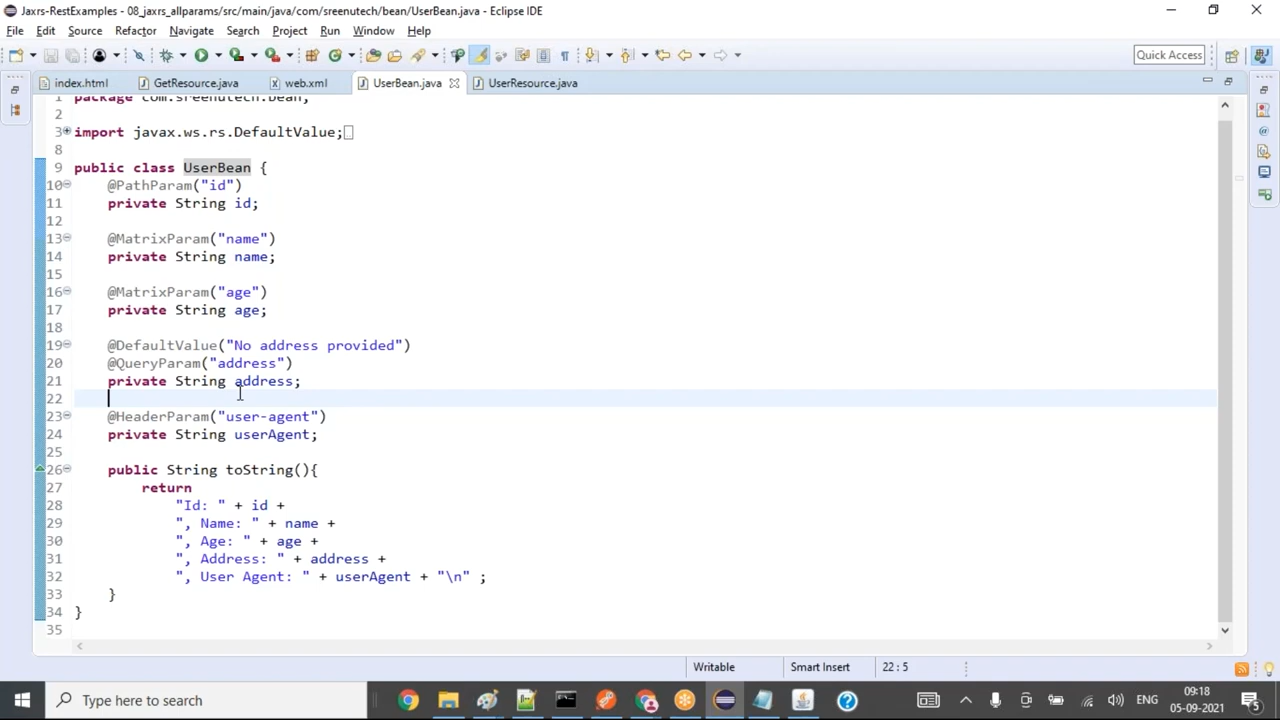 Jaxrs-RestExamples - 08_jaxrs_allparams/src/main/java/com/sreenutech/bean/UserBean.java - Eclipse IDE
File Edit Source Refactor Navigate Search Project Run Window Help
Quick Access
index.html GetResource.java web.xml UserBean.java UserResource.java
1 package com.sreenutech.bean;
2
3 import javax.ws.rs.DefaultValue;
8
9 public class UserBean {
10 @PathParam("id")
11 private String id;
12
13 @MatrixParam("name")
14 private String name;
15
16 @MatrixParam("age")
17 private String age;
18
19 @DefaultValue("No address provided")
20 @QueryParam("address")
21 private String address;
22
23 @HeaderParam("user-agent")
24 private String userAgent;
25
26 public String toString(){
27 return
28 "Id: " + id +
29 ", Name: " + name +
30 ", Age: " + age +
31 ", Address: " + address +
32 ", User Agent: " + userAgent + "\n" ;
33 }
34 }
35
Writable Smart Insert 22 : 5
Type here to search
ENG
09:18
05-09-2021
5